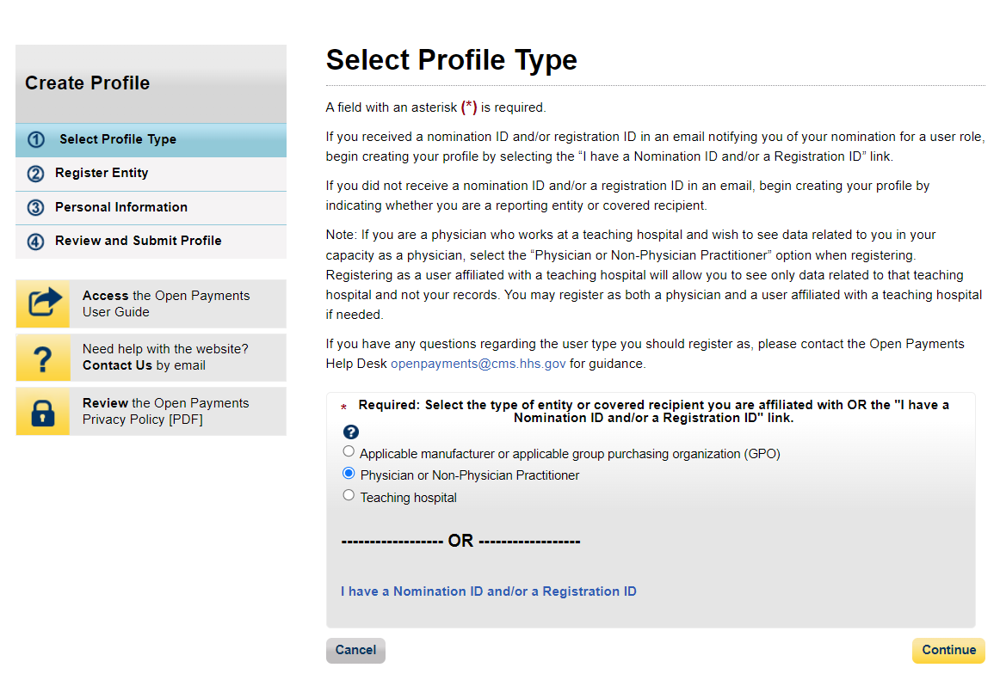 Create Profile
1 Select Profile Type
2 Register Entity
3 Personal Information
4 Review and Submit Profile
Access the Open Payments
User Guide
?
Need help with the website?
Contact Us by email
Review the Open Payments
Privacy Policy [PDF]
Select Profile Type
A field with an asterisk (*) is required.
If you received a nomination ID and/or registration ID in an email notifying you of your nomination for a user role,
begin creating your profile by selecting the “I have a Nomination ID and/or a Registration ID” link.
If you did not receive a nomination ID and/or a registration ID in an email, begin creating your profile by
indicating whether you are a reporting entity or covered recipient.
Note: If you are a physician who works at a teaching hospital and wish to see data related to you in your
capacity as a physician, select the “Physician or Non-Physician Practitioner” option when registering.
Registering as a user affiliated with a teaching hospital will allow you to see only data related to that teaching
hospital and not your records. You may register as both a physician and a user affiliated with a teaching hospital
if needed.
If you have any questions regarding the user type you should register as, please contact the Open Payments
Help Desk openpayments@cms.hhs.gov for guidance.
* Required: Select the type of entity or covered recipient you are affiliated with OR the "I have a
Nomination ID and/or a Registration ID" link.
?
Applicable manufacturer or applicable group purchasing organization (GPO)
Physician or Non-Physician Practitioner
Teaching hospital
------------------ OR ------------------
I have a Nomination ID and/or a Registration ID
Cancel
Continue